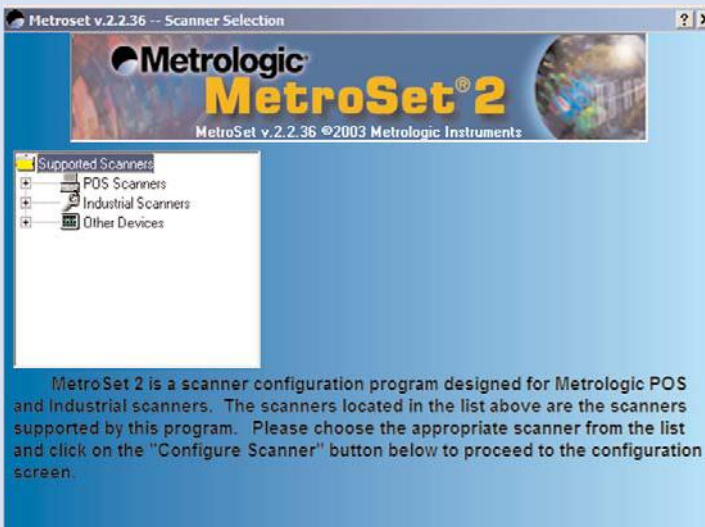 Metroset v.2.2.36 -- Scanner Selection
Metrologic
MetroSet®2
MetroSet v.2.2.36 ©2003 Metrologic Instruments
Supported Scanners
POS Scanners
Industrial Scanners
Other Devices
MetroSet 2 is a scanner configuration program designed for Metrologic POS
and Industrial scanners. The scanners located in the list above are the scanners
supported by this program. Please choose the appropriate scanner from the list
and click on the "Configure Scanner" button below to proceed to the configuration
screen.